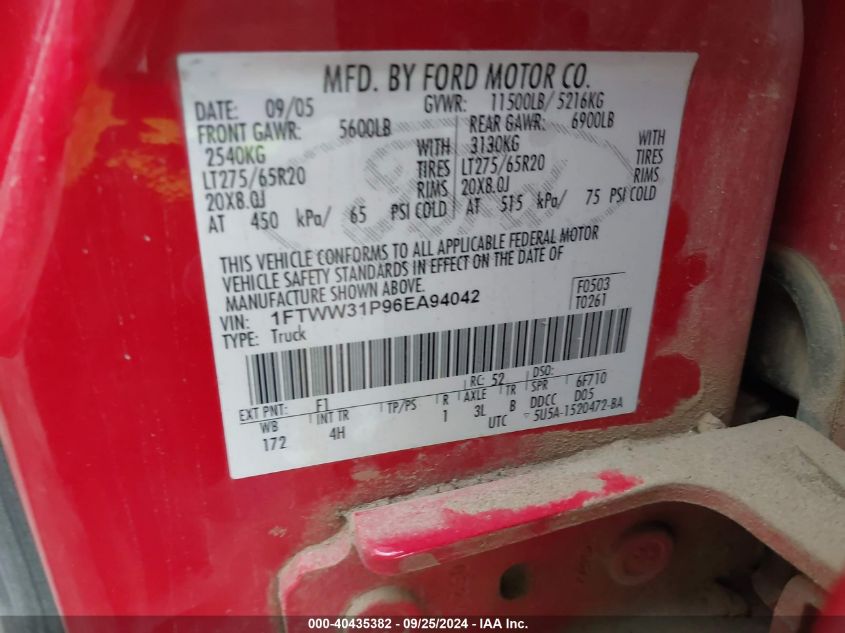 MFD. BY FORD MOTOR CO.
DATE: 09/05 GVWR: 11500LB/ 5216KG
FRONT GAWR: 5600LB REAR GAWR: 6900LB
2540KG WITH 3130KG WITH
LT275/65R20 TIRES LT275/65R20 TIRES
20X8.0J RIMS 20X8.0J RIMS
AT 450 kPa/ 65 PSI COLD AT 515 kPa/ 75 PSI COLD
THIS VEHICLE CONFORMS TO ALL APPLICABLE FEDERAL MOTOR
VEHICLE SAFETY STANDARDS IN EFFECT ON THE DATE OF
MANUFACTURE SHOWN ABOVE.
VIN: 1FTWW31P96EA94042 F0503
TYPE: Truck T0261
EXT PNT: F1 RC: 52 DSO:
WB INT TR TP/PS R AXLE TR SPR 6F710
172 4H 1 3L B DDCC D05
UTC 5U5A-1520472-BA
000-40435382 - 09/25/2024 - IAA Inc.